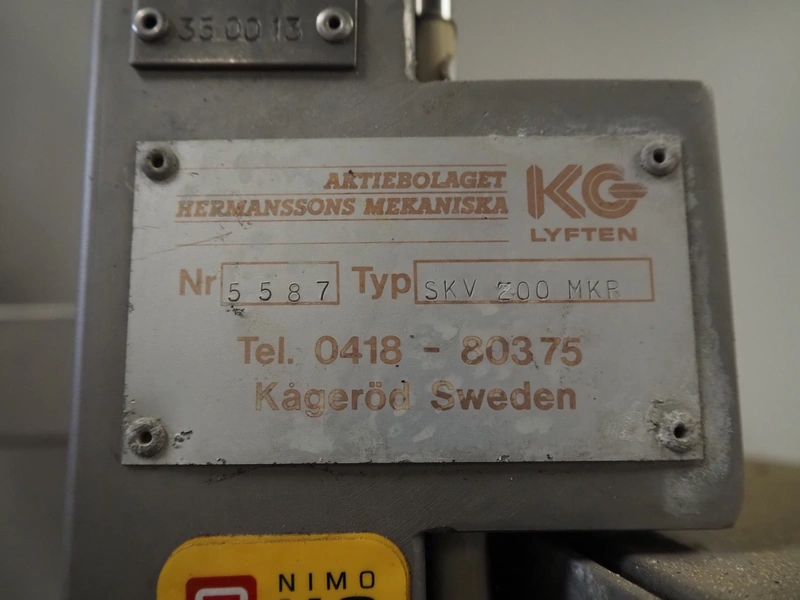 35 00 13
AKTIEBOLAGET
HERMANSSONS MEKANISKA
KG
LYFTEN
Nr 5587 Typ SKV 200 MKR
Tel. 0418 - 80375
Kågeröd Sweden
NIMO